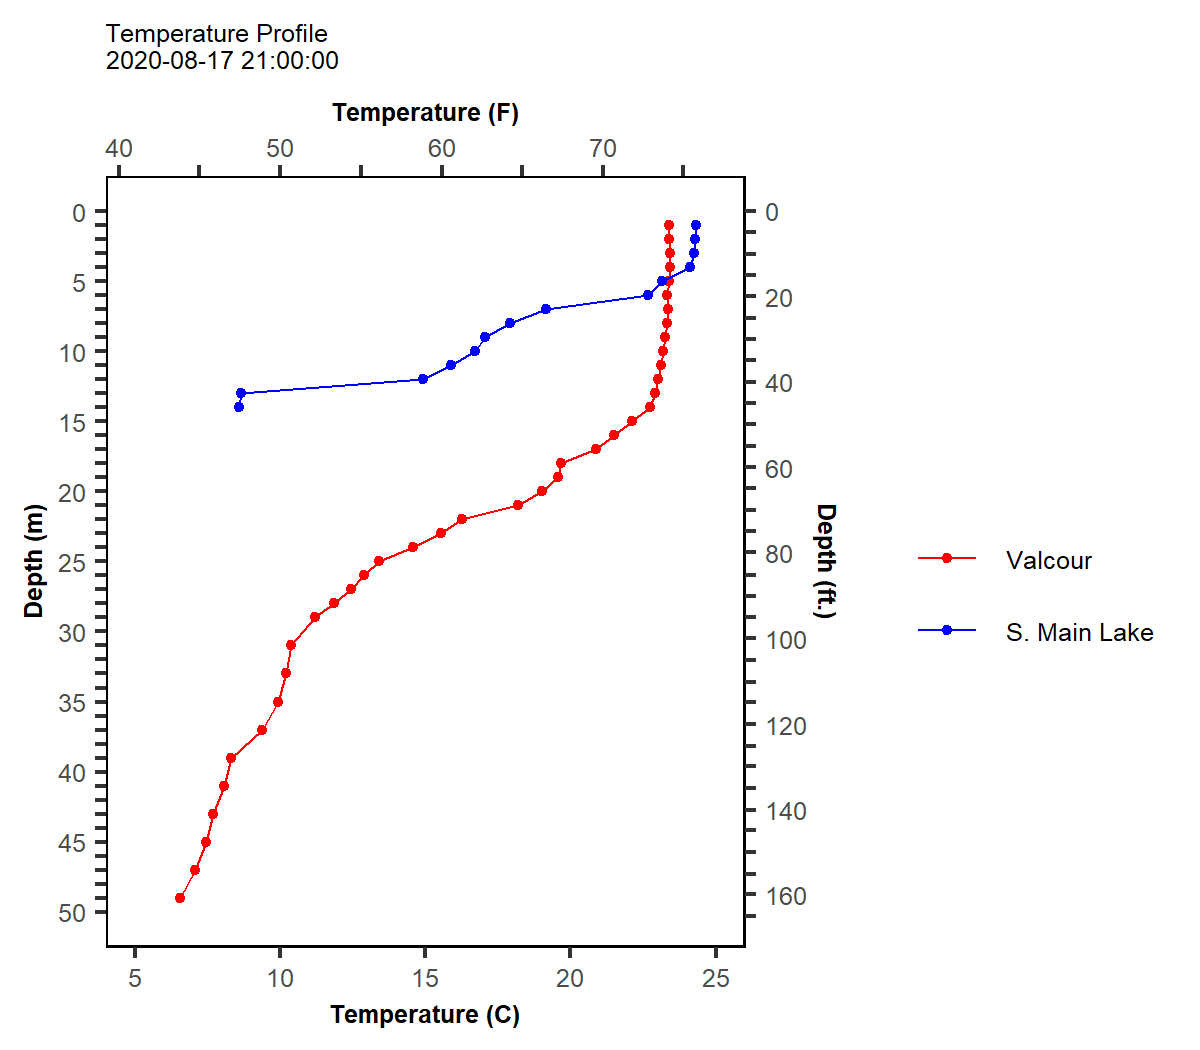 Temperature Profile
2020-08-17 21:00:00
Temperature (F)
40 50 60 70
0
5
10
15
20
25
30
35
40
45
50
Depth (m)
0
20
40
60
80
100
120
140
160
Depth (ft.)
Valcour
S. Main Lake
5 10 15 20 25
Temperature (C)